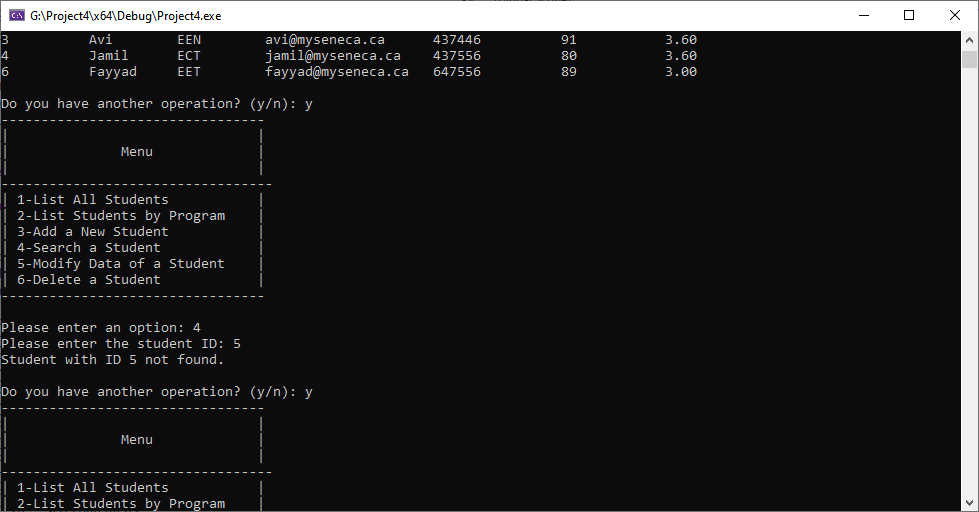 G:\Project4\x64\Debug\Project4.exe
3          Avi        EEN        avi@myseneca.ca      437446          91           3.60
4          Jamil      ECT        jamil@myseneca.ca    437556          80           3.60
6          Fayyad     EET        fayyad@myseneca.ca   647556          89           3.00
Do you have another operation? (y/n): y
---------------------------------
|                               |
|              Menu             |
|                               |
----------------------------------
| 1-List All Students           |
| 2-List Students by Program    |
| 3-Add a New Student           |
| 4-Search a Student            |
| 5-Modify Data of a Student    |
| 6-Delete a Student            |
---------------------------------
Please enter an option: 4
Please enter the student ID: 5
Student with ID 5 not found.
Do you have another operation? (y/n): y
---------------------------------
|                               |
|              Menu             |
|                               |
----------------------------------
| 1-List All Students           |
| 2-List Students by Program    |